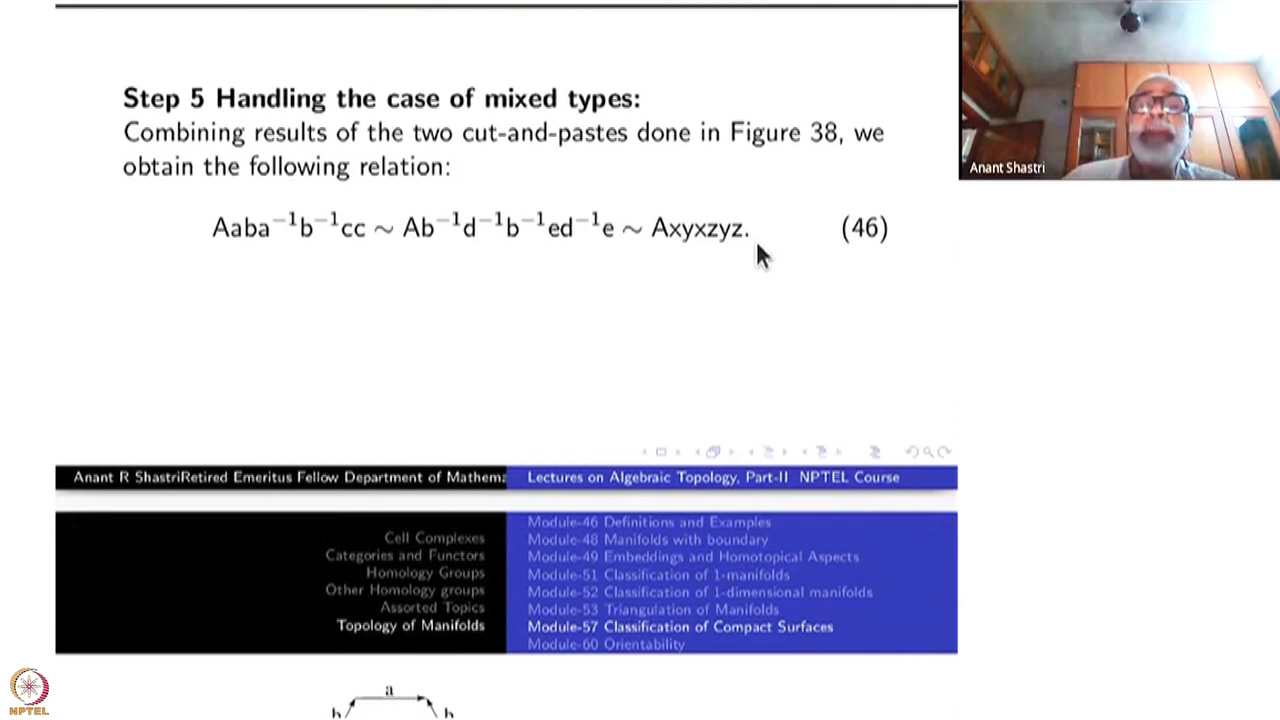 Step 5 Handling the case of mixed types:
Combining results of the two cut-and-pastes done in Figure 38, we
obtain the following relation:
Aaba⁻¹b⁻¹cc ∼ Ab⁻¹d⁻¹b⁻¹ed⁻¹e ∼ Axyxzyz. (46)
Anant Shastri
Anant R ShastriRetired Emeritus Fellow Department of Mathema
Lectures on Algebraic Topology, Part-II NPTEL Course
Cell Complexes
Categories and Functors
Homology Groups
Other Homology groups
Assorted Topics
Topology of Manifolds
Module-46 Definitions and Examples
Module-48 Manifolds with boundary
Module-49 Embeddings and Homotopical Aspects
Module-51 Classification of 1-manifolds
Module-52 Classification of 1-dimensional manifolds
Module-53 Triangulation of Manifolds
Module-57 Classification of Compact Surfaces
Module-60 Orientability
a
b b
NPTEL